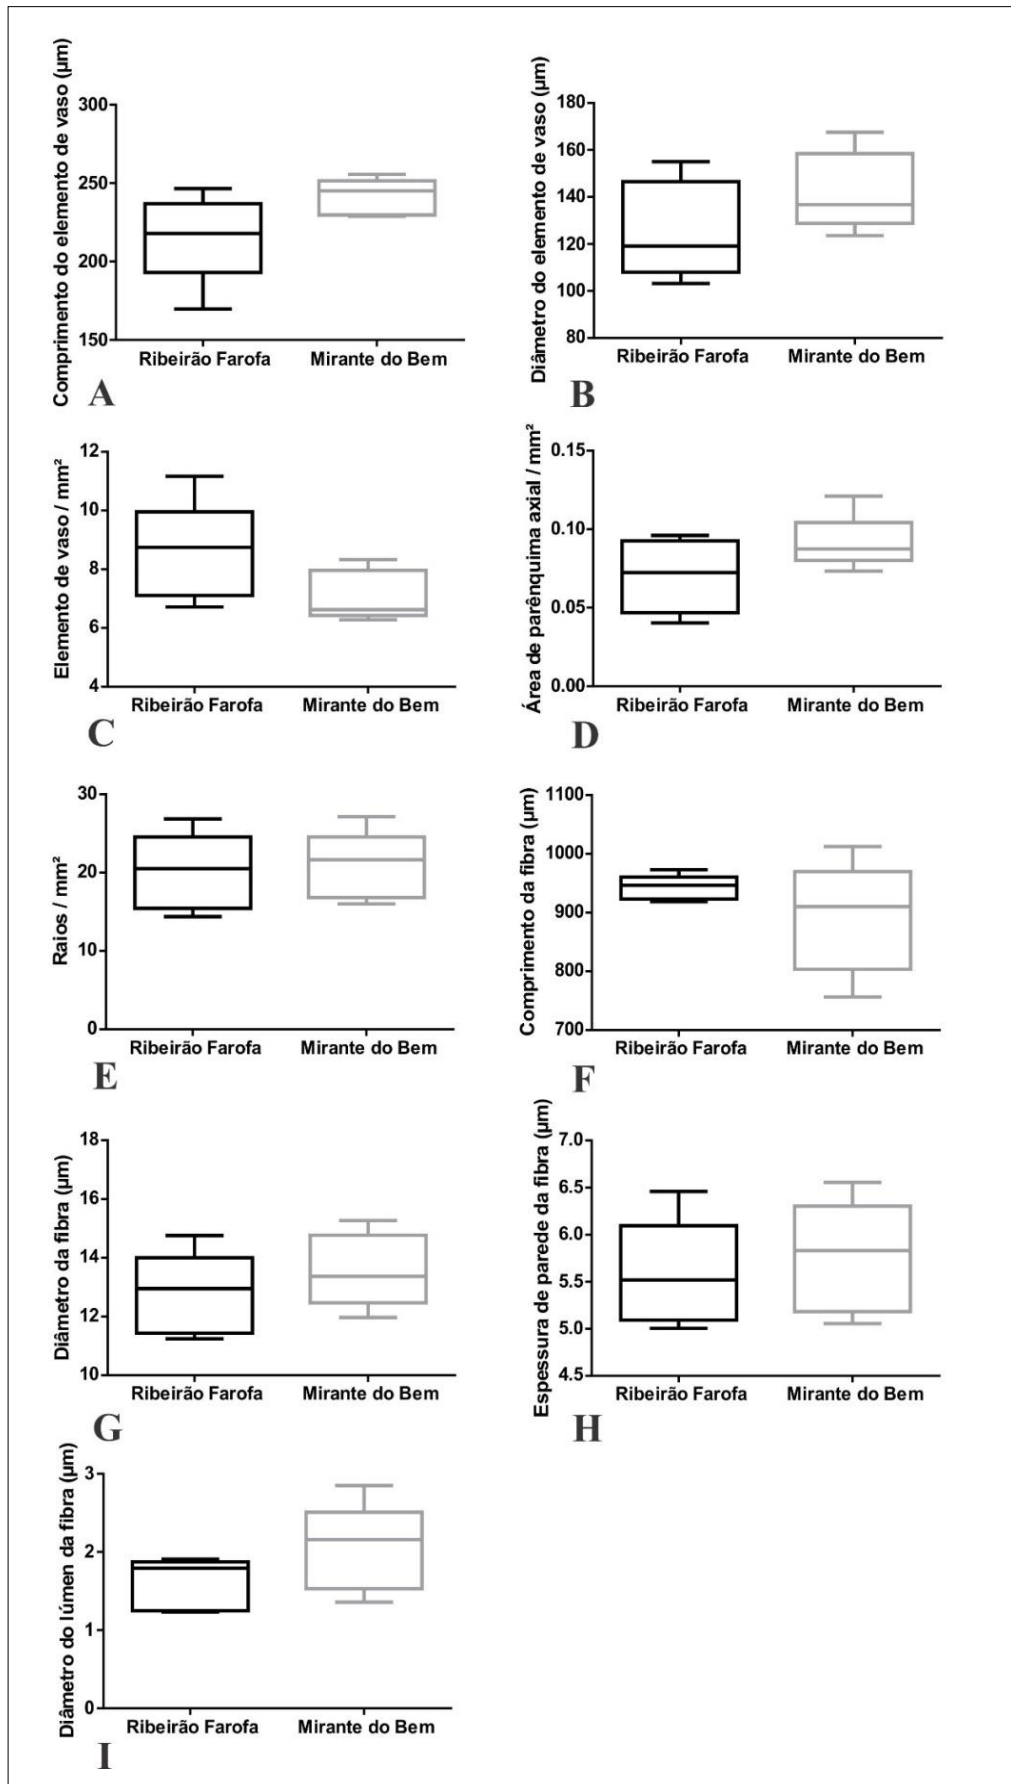 Comprimento do elemento de vaso (µm)
300
250
200
150
Ribeirão Farofa
Mirante do Bem
A
Diâmetro do elemento de vaso (µm)
180
160
140
120
100
80
Ribeirão Farofa
Mirante do Bem
B
Elemento de vaso / mm²
12
10
8
6
4
Ribeirão Farofa
Mirante do Bem
C
Área de parênquima axial / mm²
0.15
0.10
0.05
0.00
Ribeirão Farofa
Mirante do Bem
D
Raios / mm²
30
20
10
0
Ribeirão Farofa
Mirante do Bem
E
Comprimento da fibra (µm)
1100
1000
900
800
700
Ribeirão Farofa
Mirante do Bem
F
Diâmetro da fibra (µm)
18
16
14
12
10
Ribeirão Farofa
Mirante do Bem
G
Espessura de parede da fibra (µm)
7.0
6.5
6.0
5.5
5.0
4.5
Ribeirão Farofa
Mirante do Bem
H
Diâmetro do lúmen da fibra (µm)
3
2
1
0
Ribeirão Farofa
Mirante do Bem
I